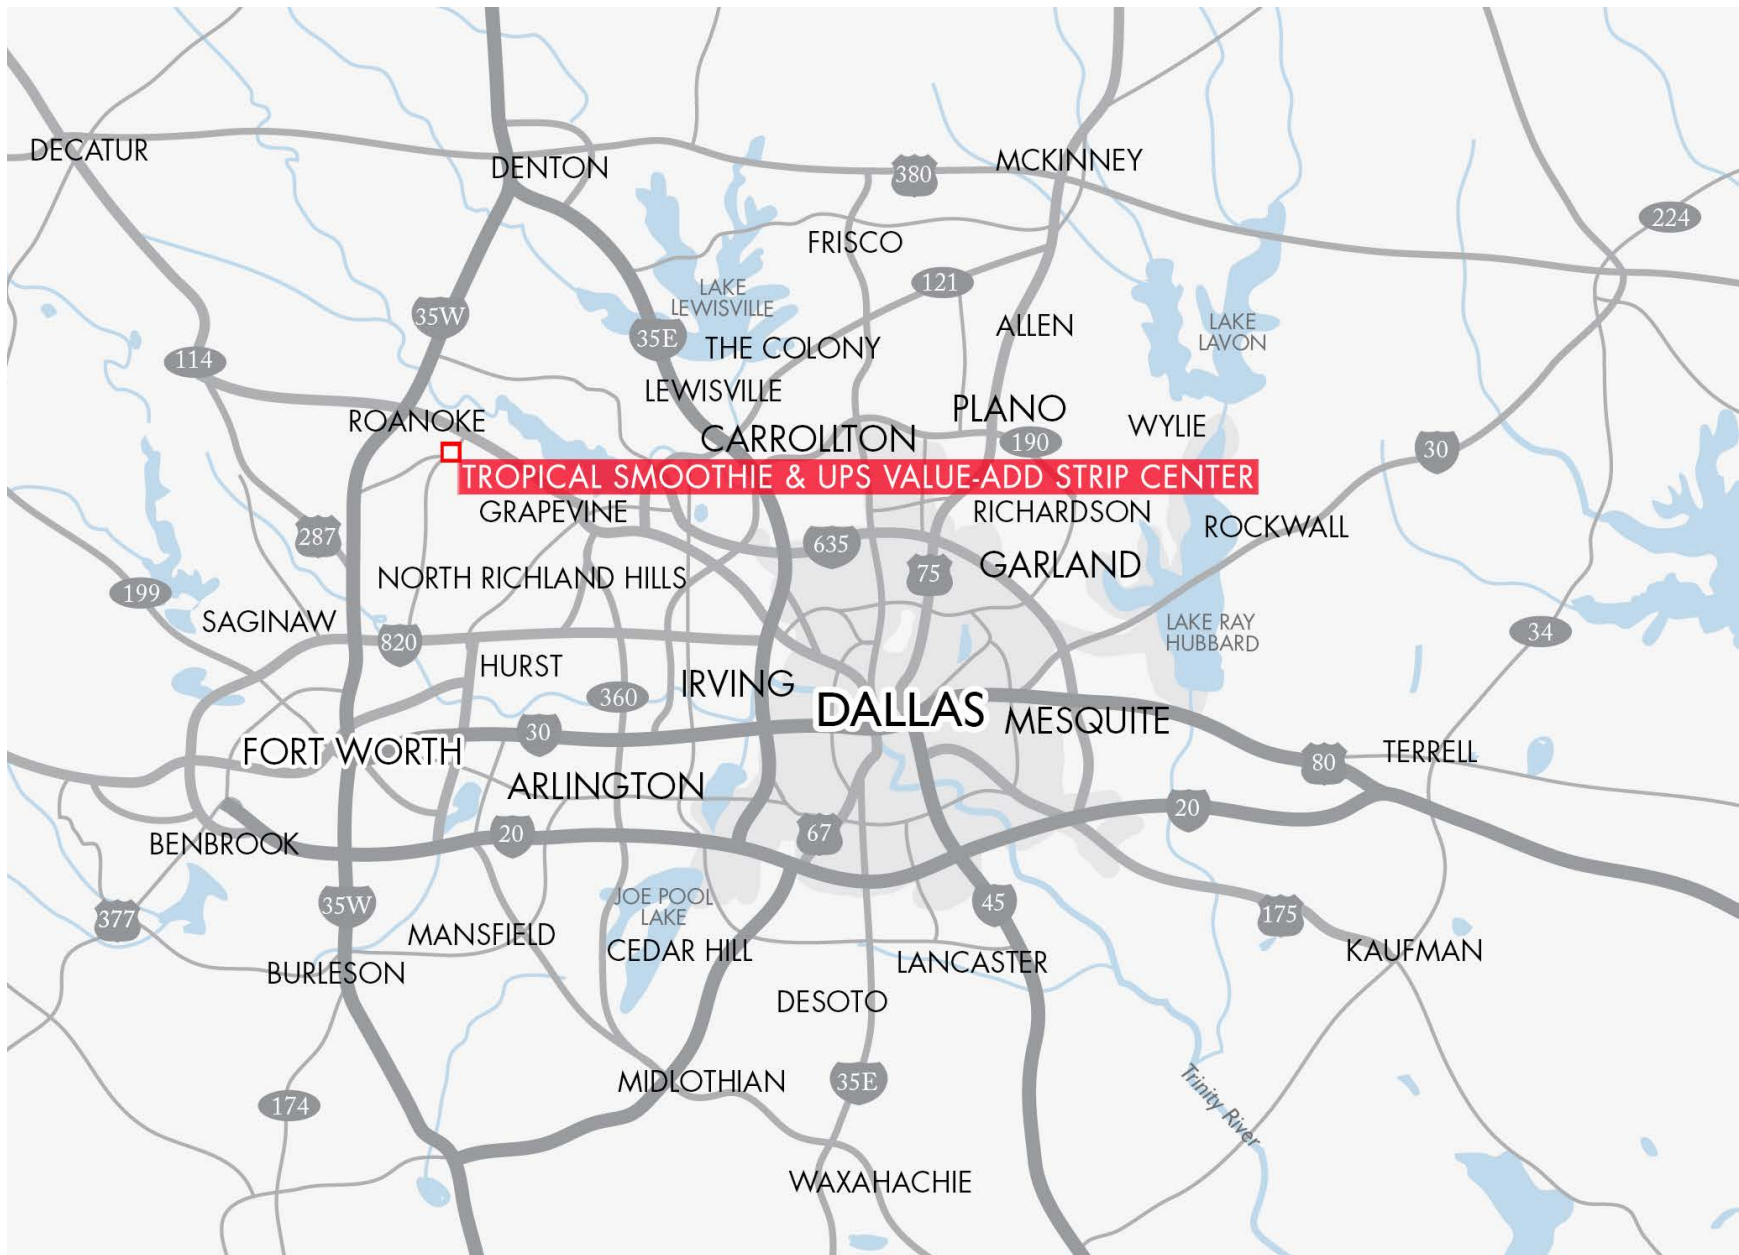 DECATUR
DENTON
MCKINNEY
380
224
FRISCO
121
LAKE
LEWISVILLE
35W
35E
THE COLONY
ALLEN
LAKE
LAVON
114
LEWISVILLE
ROANOKE
PLANO
CARROLLTON
190
WYLIE
30
TROPICAL SMOOTHIE & UPS VALUE-ADD STRIP CENTER
GRAPEVINE
RICHARDSON
ROCKWALL
287
635
75
GARLAND
NORTH RICHLAND HILLS
199
SAGINAW
820
LAKE RAY
HUBBARD
34
HURST
360
IRVING
DALLAS
MESQUITE
30
FORT WORTH
80
TERRELL
ARLINGTON
20
BENBROOK
20
67
377
35W
JOE POOL
LAKE
45
175
MANSFIELD
CEDAR HILL
LANCASTER
KAUFMAN
BURLESON
DESOTO
MIDLOTHIAN
35E
174
Trinity River
WAXAHACHIE